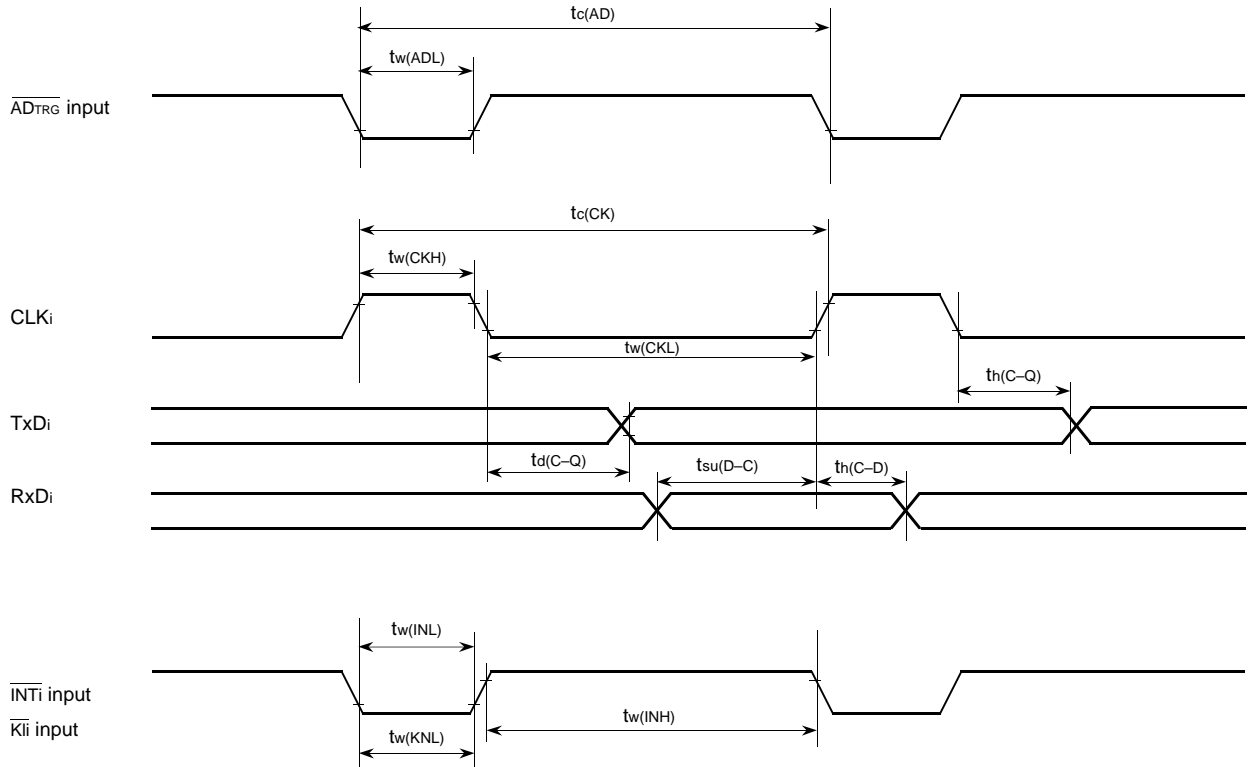 tc(AD)
tw(ADL)
ADTRG input
tc(CK)
tw(CKH)
CLKi
tw(CKL)
th(C–Q)
TxDi
td(C–Q)
tsu(D–C)
th(C–D)
RxDi
tw(INL)
INTi input
KIi input
tw(INH)
tw(KNL)